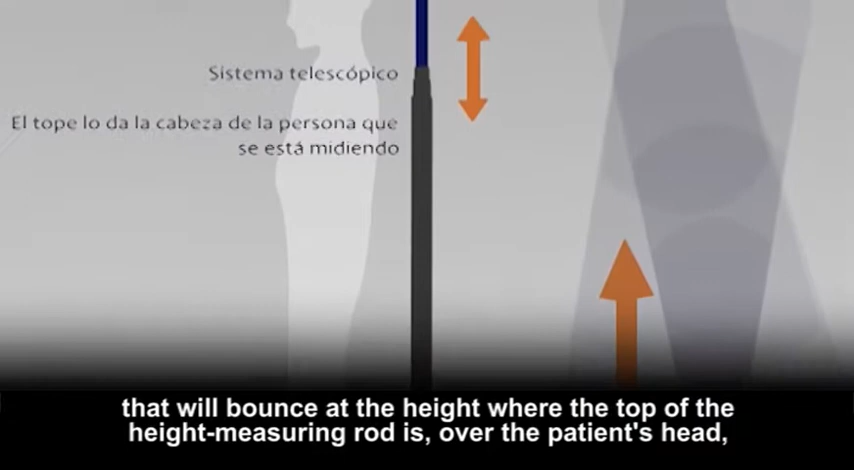 Sistema telescópico
El tope lo da la cabeza de la persona que
se está midiendo
that will bounce at the height where the top of the
height-measuring rod is, over the patient's head,